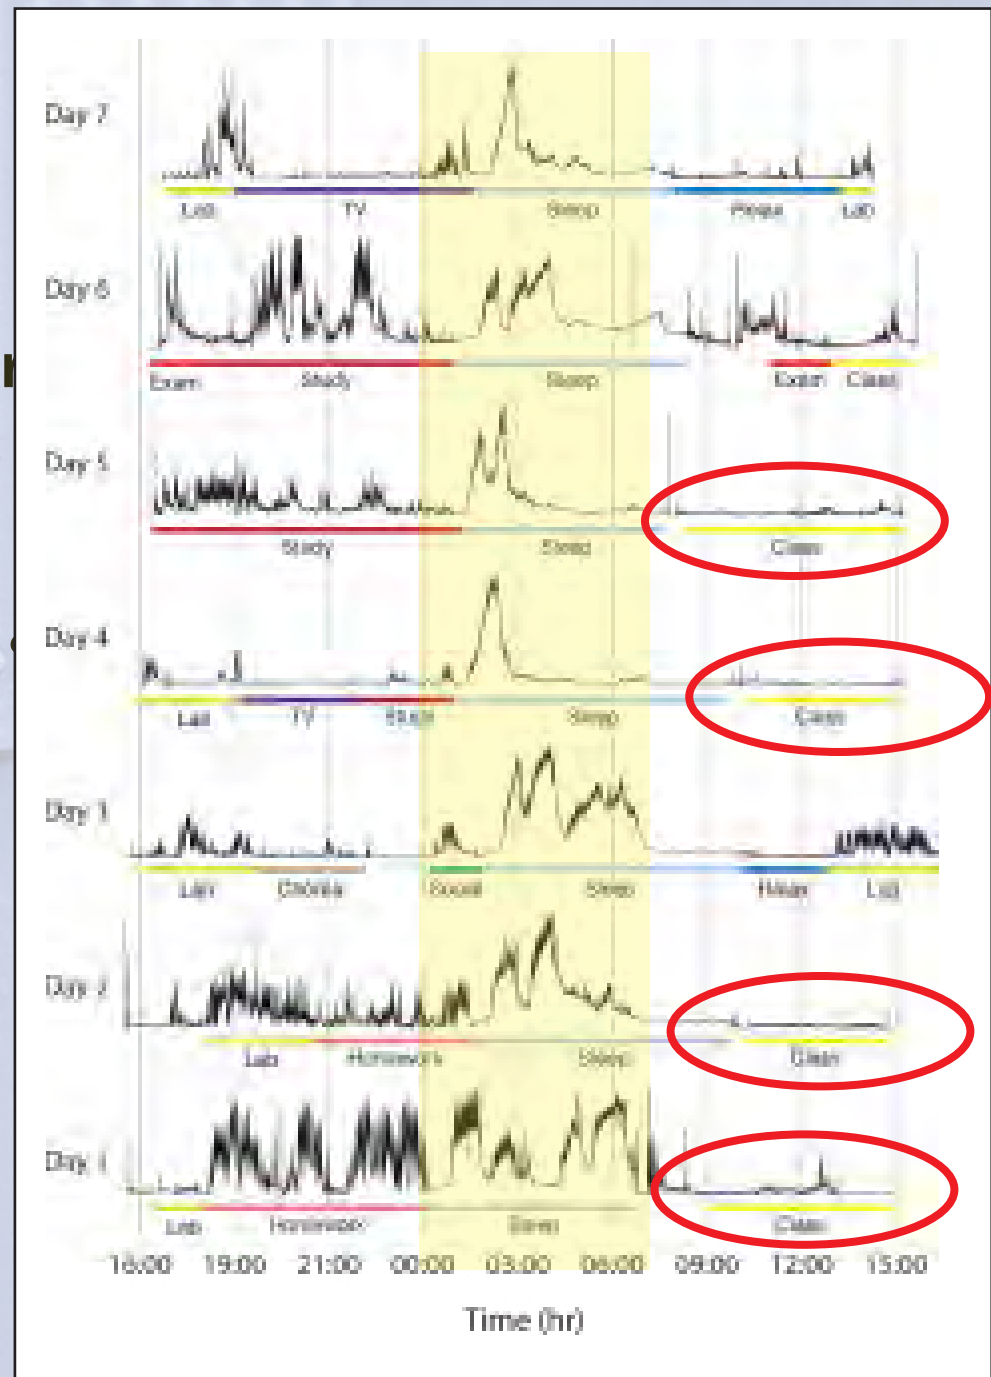 Day 7
Lab TV Sleep Relax Lab
Day 6
Exam Study Sleep Exam Class
Day 5
Study Sleep Class
Day 4
Lab TV Study Sleep Class
Day 3
Lab Chores Social Sleep Relax Lab
Day 2
Lab Homework Sleep Class
Day 1
Lab Homework Sleep Class
16:00 19:00 21:00 00:00 03:00 06:00 09:00 12:00 15:00
Time (hr)